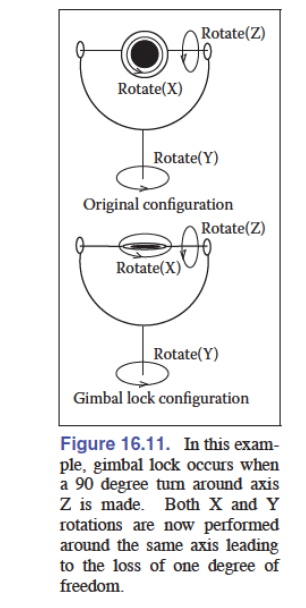 Rotate(Z)
Rotate(X)
Rotate(Y)
Original configuration
Rotate(Z)
Rotate(X)
Rotate(Y)
Gimbal lock configuration
Figure 16.11. In this exam-
ple, gimbal lock occurs when
a 90 degree turn around axis
Z is made. Both X and Y
rotations are now performed
around the same axis leading
to the loss of one degree of
freedom.